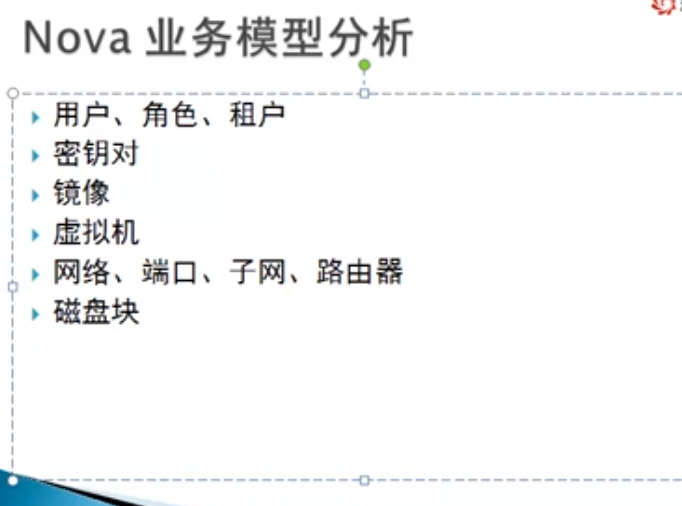 Nova 业务模型分析
用户、角色、租户
密钥对
镜像
虚拟机
网络、端口、子网、路由器
磁盘块